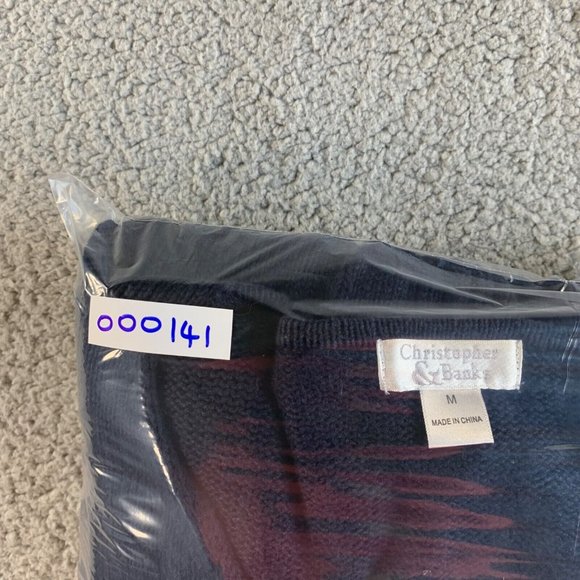 000141
Christopher
& Banks
M
MADE IN CHINA